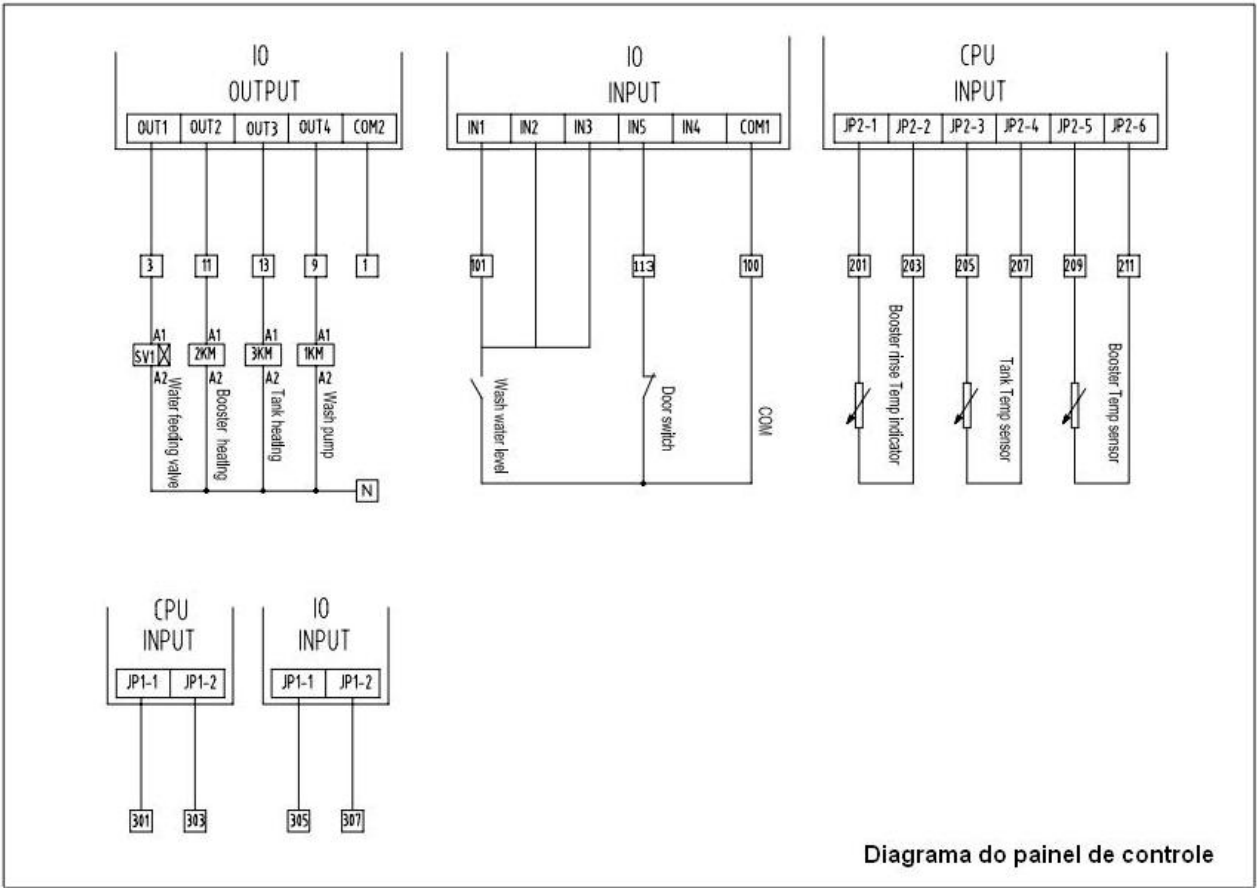 IO
OUTPUT
OUT1 OUT2 OUT3 OUT4 COM2
3 11 13 9 1
A1 A1 A1 A1
SV1 2KM 3KM 1KM
A2 A2 A2 A2
Water feeding valve
Booster heating
Tank heating
Wash pump
N
IO
INPUT
IN1 IN2 IN3 IN5 IN4 COM1
101 113 100
Wash water level
Door switch
COM
CPU
INPUT
JP2-1 JP2-2 JP2-3 JP2-4 JP2-5 JP2-6
201 203 205 207 209 211
Booster rinse Temp indicator
Tank Temp sensor
Booster Temp sensor
CPU
INPUT
JP1-1 JP1-2
301 303
IO
INPUT
JP1-1 JP1-2
305 307
Diagrama do painel de controle